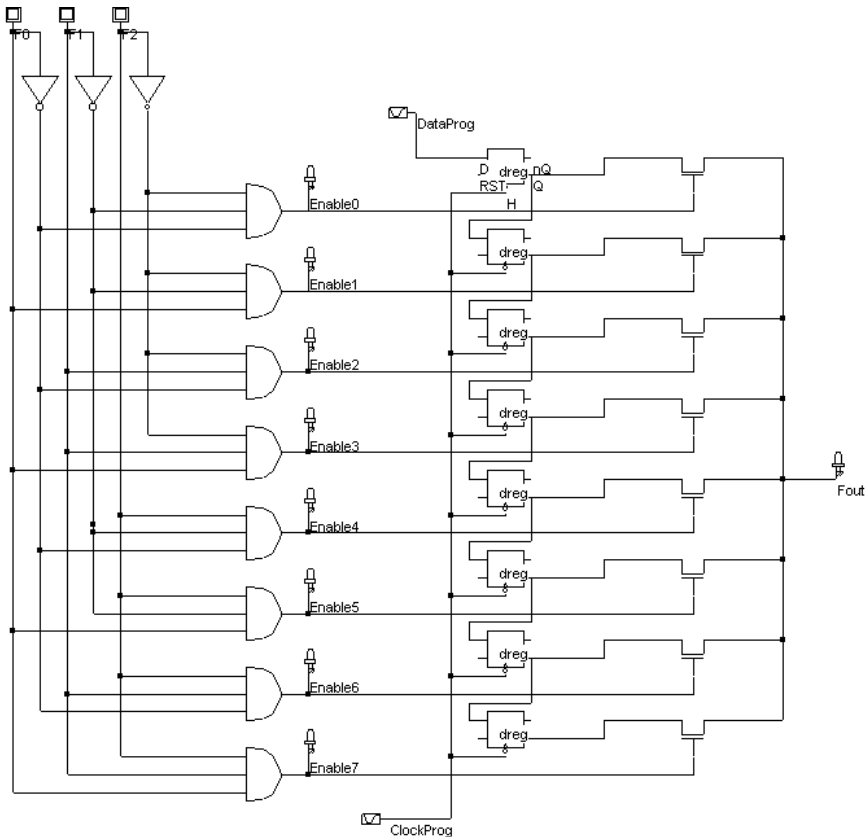 F0 F1 F2
DataProg
D dreg nQ
RST Q
H
Enable0
dreg
Enable1
dreg
Enable2
dreg
Enable3
dreg
Enable4
dreg
Enable5
dreg
Enable6
dreg
Enable7
Fout
ClockProg